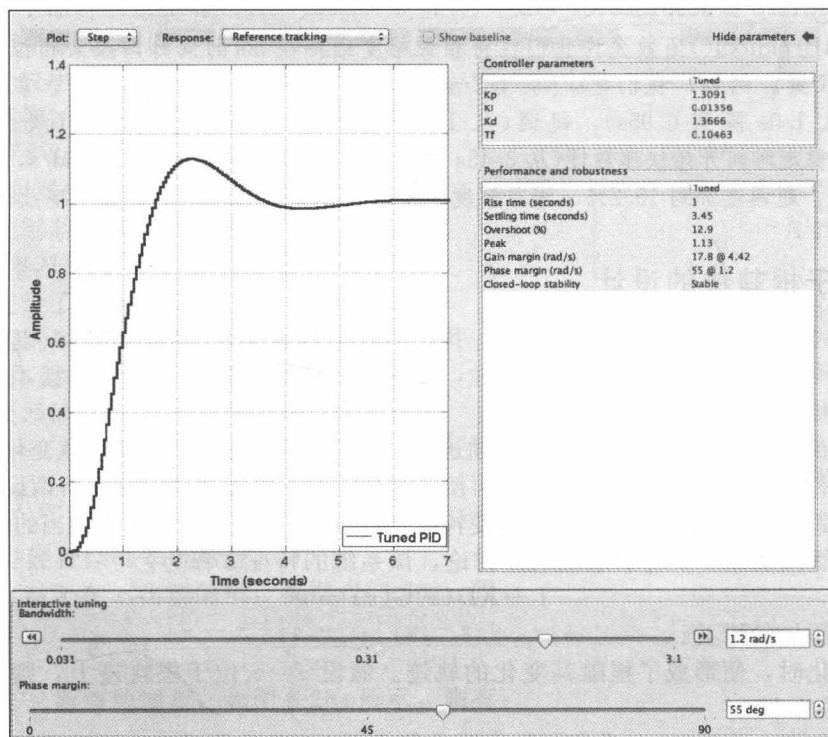 Plot: Step Response: Reference tracking Show baseline Hide parameters
Controller parameters
Tuned
Kp 1.3091
Ki 0.01356
Kd 1.3666
Tf 0.10463
Performance and robustness
Tuned
Rise time (seconds) 1
Settling time (seconds) 3.45
Overshoot (%) 12.9
Peak 1.13
Gain margin (rad/s) 17.8 @ 4.42
Phase margin (rad/s) 55 @ 1.2
Closed-loop stability Stable
Amplitude
1.4
1.2
1
0.8
0.6
0.4
0.2
0
0 1 2 3 4 5 6 7
Time (seconds)
Tuned PID
Interactive tuning
Bandwidth:
1.2 rad/s
0.031 0.31 3.1
Phase margin:
55 deg
0 45 90